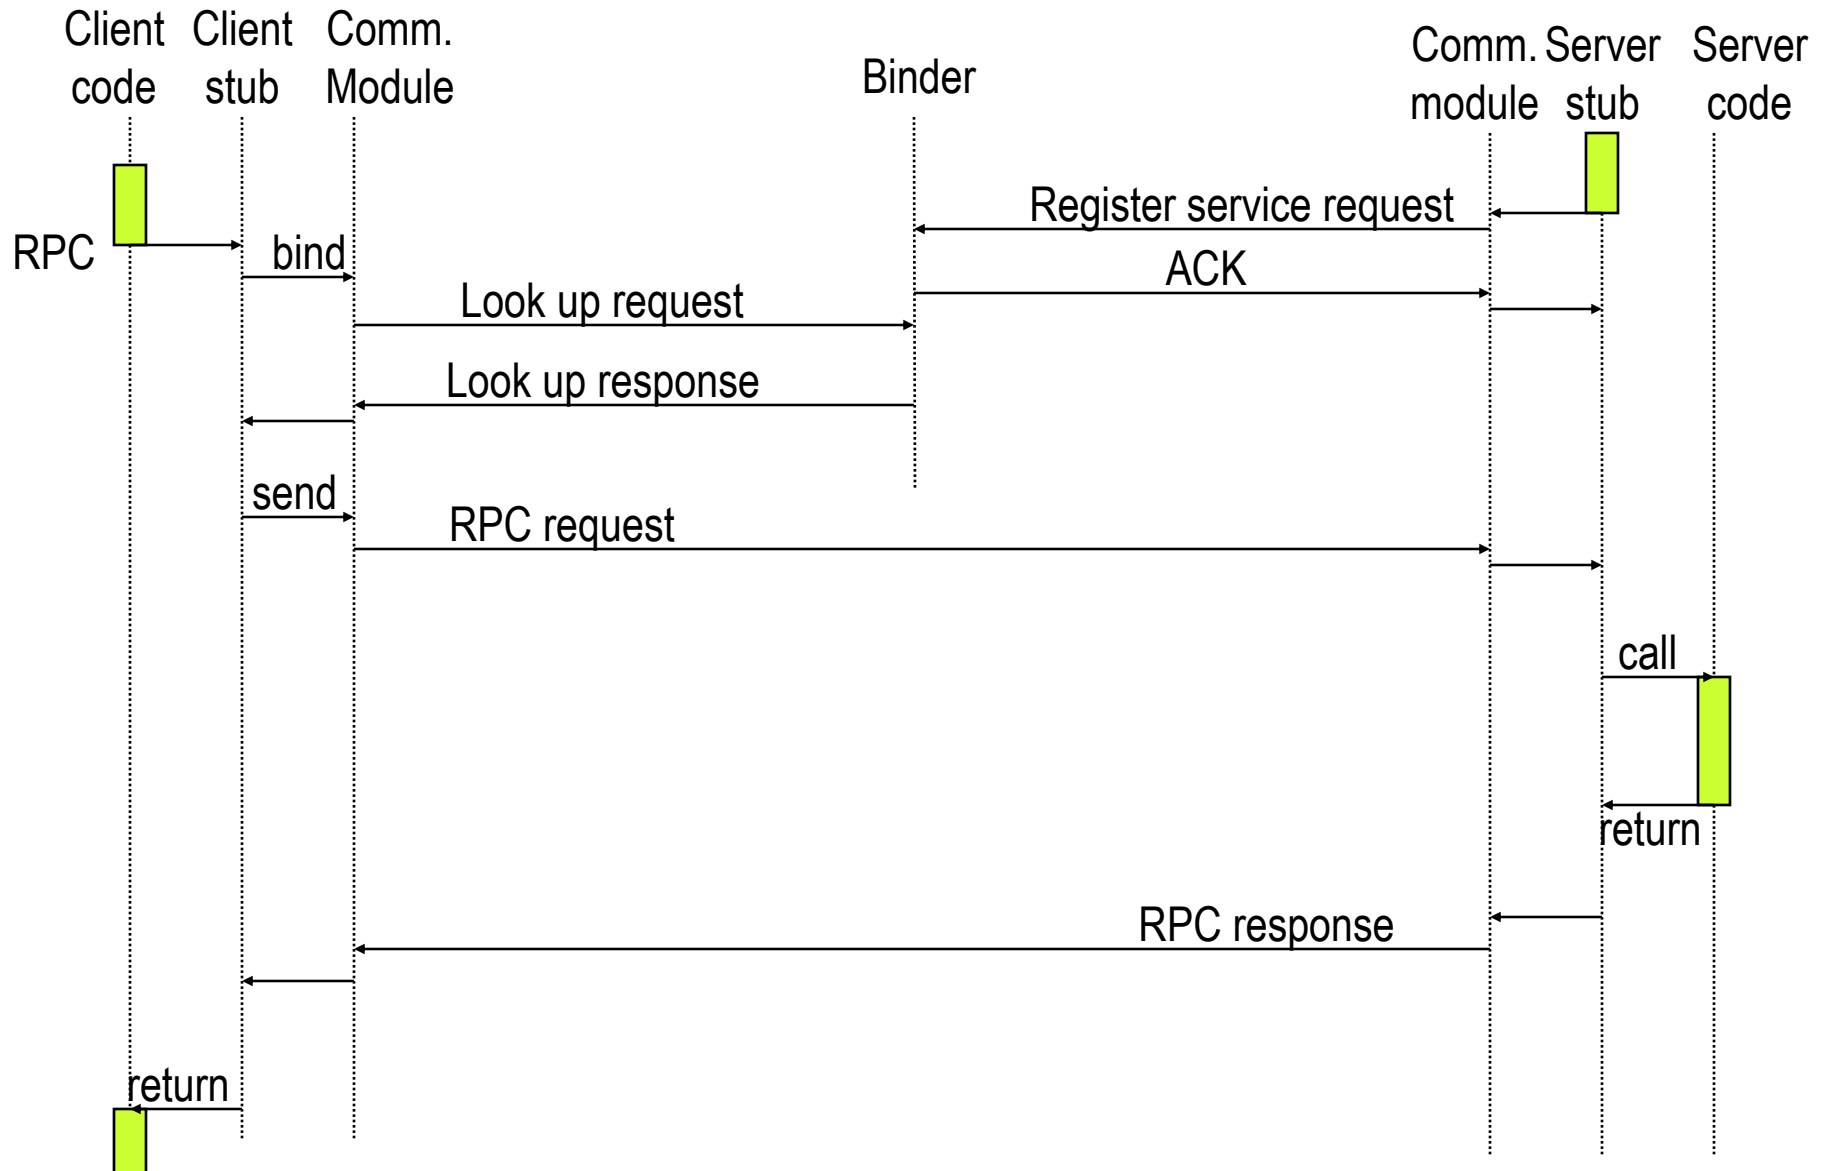 Client Client Comm.
code stub Module
Binder
Comm. Server Server
module stub code
Register service request
RPC
bind
ACK
Look up request
Look up response
send
RPC request
call
return
RPC response
return